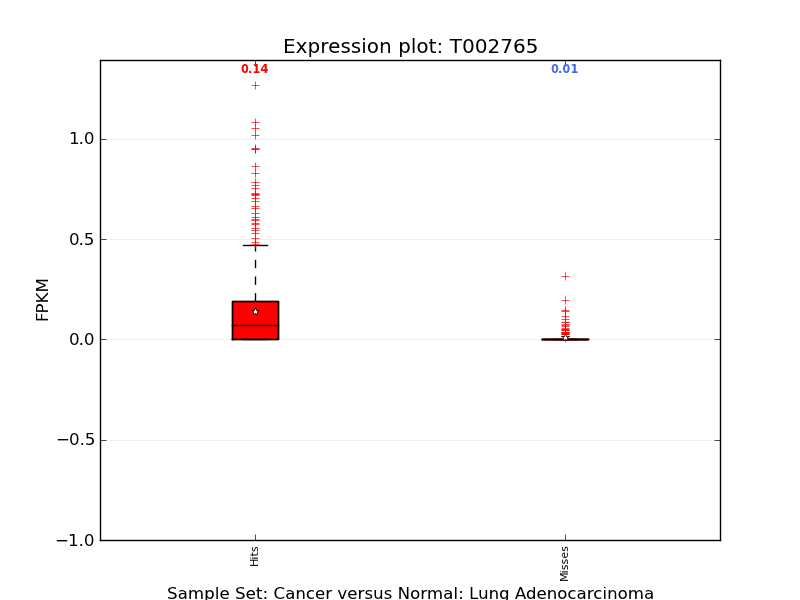 Expression plot: T002765
0.14
0.01
1.0
0.5
0.0
−0.5
−1.0
FPKM
Hits
Misses
Sample Set: Cancer versus Normal: Lung Adenocarcinoma